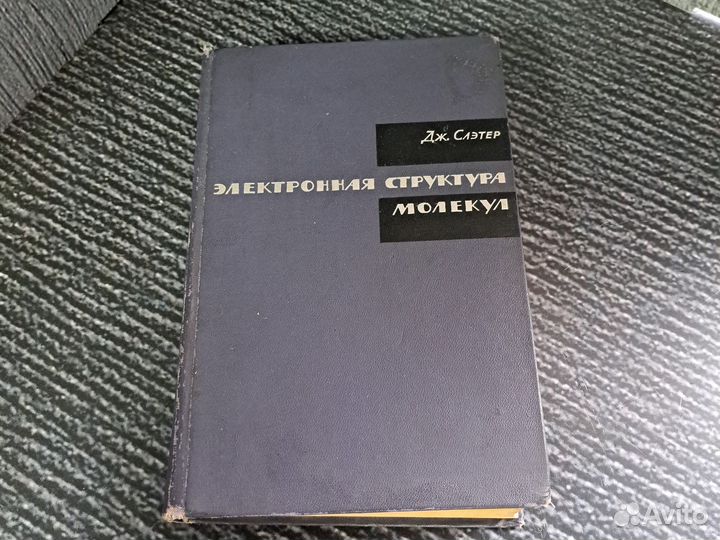 Дж. Слэтер
ЭЛЕКТРОННАЯ СТРУКТУРА
МОЛЕКУЛ
Avito